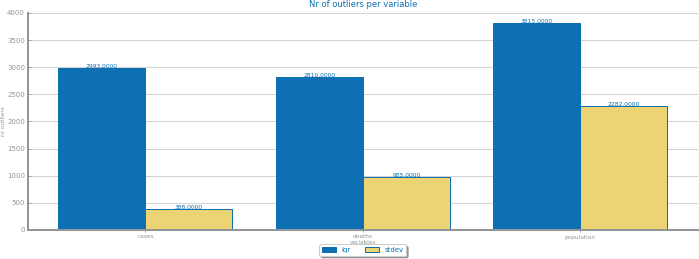 Nr of outliers per variable
4000
3500
3000
2500
2000
1500
1000
500
0
nr outliers
2993.0000
388.0000
2810.0000
985.0000
3815.0000
2282.0000
cases
deaths
population
variables
iqr
stdev